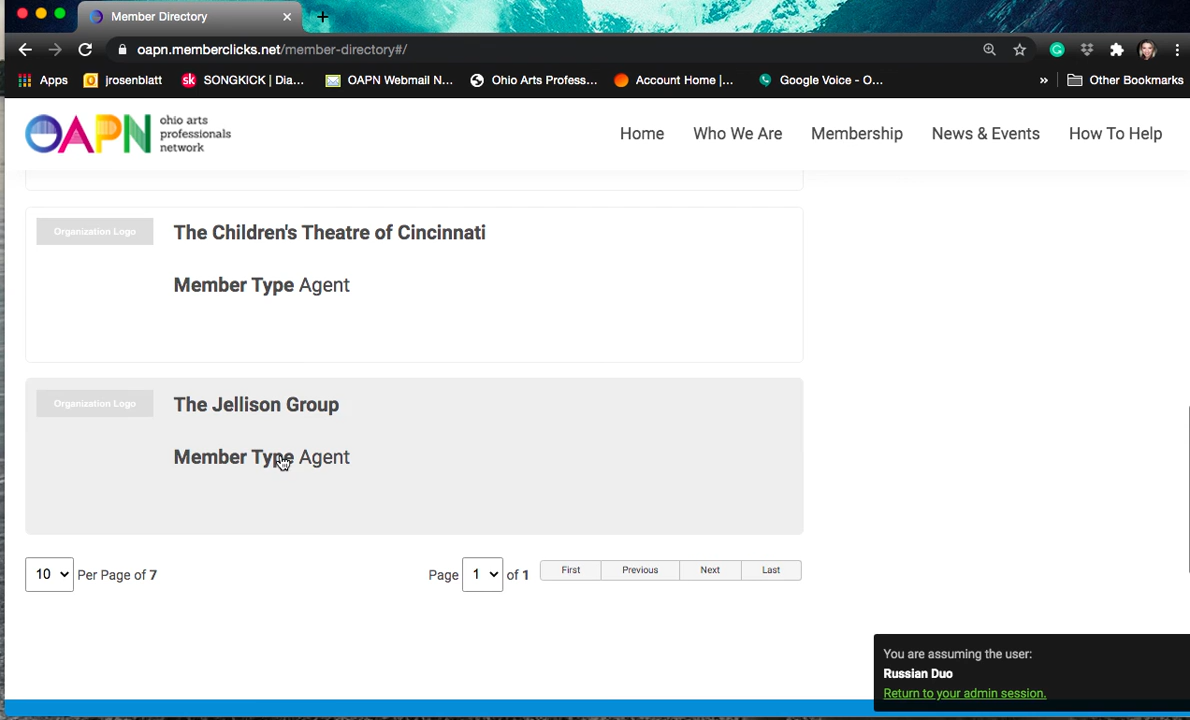 Member Directory
oapn.memberclicks.net/member-directory#/
Apps jrosenblatt sk SONGKICK | Dia... OAPN Webmail N... Ohio Arts Profess... Account Home |... Google Voice - O... » Other Bookmarks
OAPN ohio arts
professionals
network
Home Who We Are Membership News & Events How To Help
Organization Logo The Children's Theatre of Cincinnati
Member Type Agent
Organization Logo The Jellison Group
Member Type Agent
10 Per Page of 7 Page 1 of 1 First Previous Next Last
You are assuming the user:
Russian Duo
Return to your admin session.